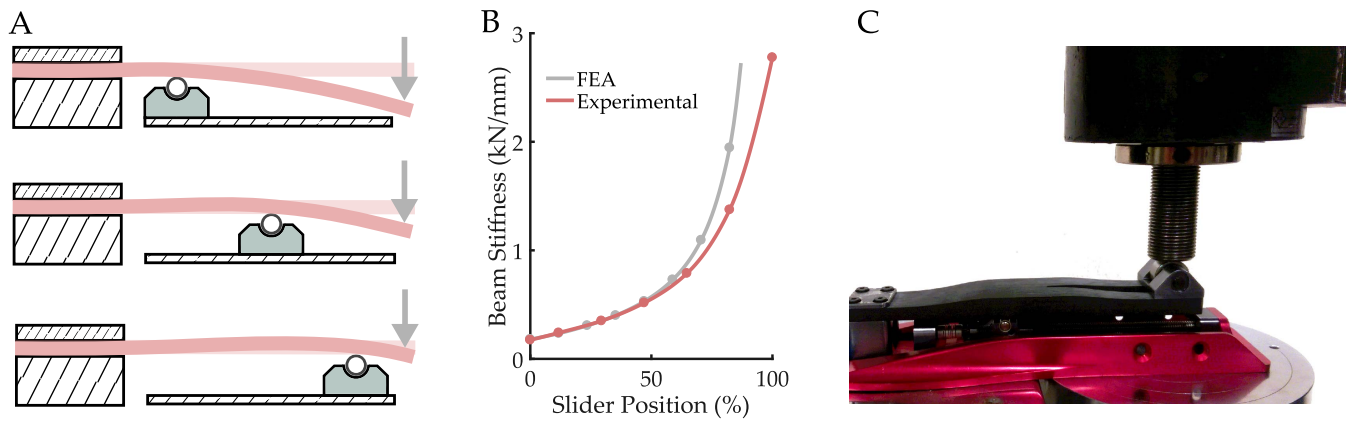 A
B
C
3
2
1
0
Beam Stiffness (kN/mm)
FEA
Experimental
0
50
100
Slider Position (%)